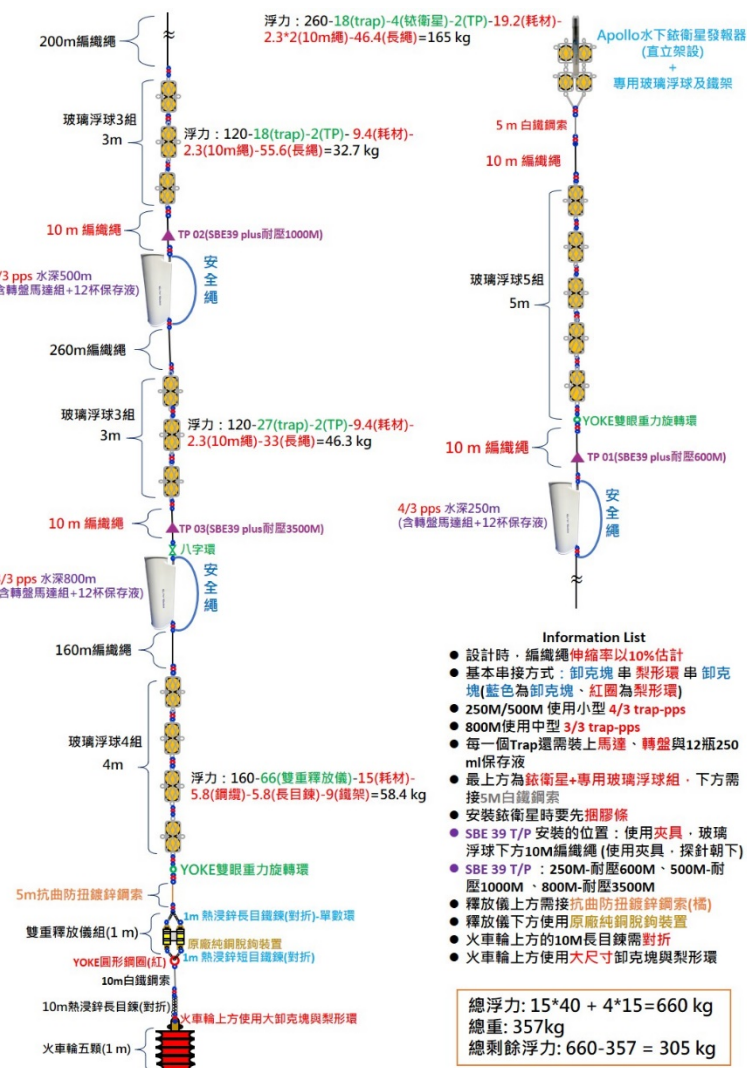 200m編織繩
玻璃浮球3組
3m
浮力：120-18(trap)-2(TP)- 9.4(耗材)-
2.3(10m繩)-55.6(長繩)=32.7 kg
10 m 編織繩
TP 02(SBE39 plus耐壓1000M)
/3 pps 水深500m
含轉盤馬達組+12杯保存液)
安全繩
260m編織繩
玻璃浮球3組
3m
浮力：120-27(trap)-2(TP)-9.4(耗材)-
2.3(10m繩)-33(長繩)=46.3 kg
10 m 編織繩
TP 03(SBE39 plus耐壓3500M)
八字環
/3 pps 水深800m
含轉盤馬達組+12杯保存液)
安全繩
160m編織繩
玻璃浮球4組
4m
浮力：160-66(雙重釋放儀)-15(耗材)-
5.8(鋼纜)-5.8(長目鍊)-9(鐵架)=58.4 kg
YOKE雙眼重力旋轉環
5m抗曲防扭鍍鋅鋼索
1m 熱浸鋅長目鐵鍊(對折)-單數環
雙重釋放儀組(1 m)
原廠純銅脫鉤裝置
1m 熱浸鋅短目鐵鍊(對折)
YOKE圓形鋼圈(紅)
10m白鐵鋼索
10m熱浸鋅長目鍊(對折)
火車輪上方使用大卸克塊與梨形環
火車輪五顆(1 m)
浮力：260-18(trap)-4(铱衛星)-2(TP)-19.2(耗材)-
2.3*2(10m繩)-46.4(長繩)=165 kg
Apollo水下銥衛星發報器
(直立架設)
+
專用玻璃浮球及鐵架
5 m 白鐵鋼索
10 m 編織繩
玻璃浮球5組
5m
YOKE雙眼重力旋轉環
10 m 編織繩
TP 01(SBE39 plus耐壓600M)
4/3 pps 水深250m
(含轉盤馬達組+12杯保存液)
安全繩
Information List
● 設計時，編織繩伸縮率以10%估計
● 基本串接方式：卸克塊 串 梨形環 串 卸克
塊(藍色為卸克塊、紅圈為梨形環)
● 250M/500M 使用小型 4/3 trap-pps
● 800M使用中型 3/3 trap-pps
● 每一個Trap還需裝上馬達、轉盤與12瓶250
ml保存液
● 最上方為銥衛星+專用玻璃浮球組，下方需
接5M白鐵鋼索
● 安裝銥衛星時要先捆膠條
● SBE 39 T/P 安裝的位置：使用夾具，玻璃
浮球下方10M編織繩 (使用夾具，探針朝下)
● SBE 39 T/P ：250M-耐壓600M、500M-耐
壓1000M 、800M-耐壓3500M
● 釋放儀上方需接抗曲防扭鍍鋅鋼索(橘)
● 釋放儀下方使用原廠純銅脫鉤裝置
● 火車輪上方的10M長目鍊需對折
● 火車輪上方使用大尺寸卸克塊與梨形環
總浮力: 15*40 + 4*15=660 kg
總重: 357kg
總剩餘浮力: 660-357 = 305 kg